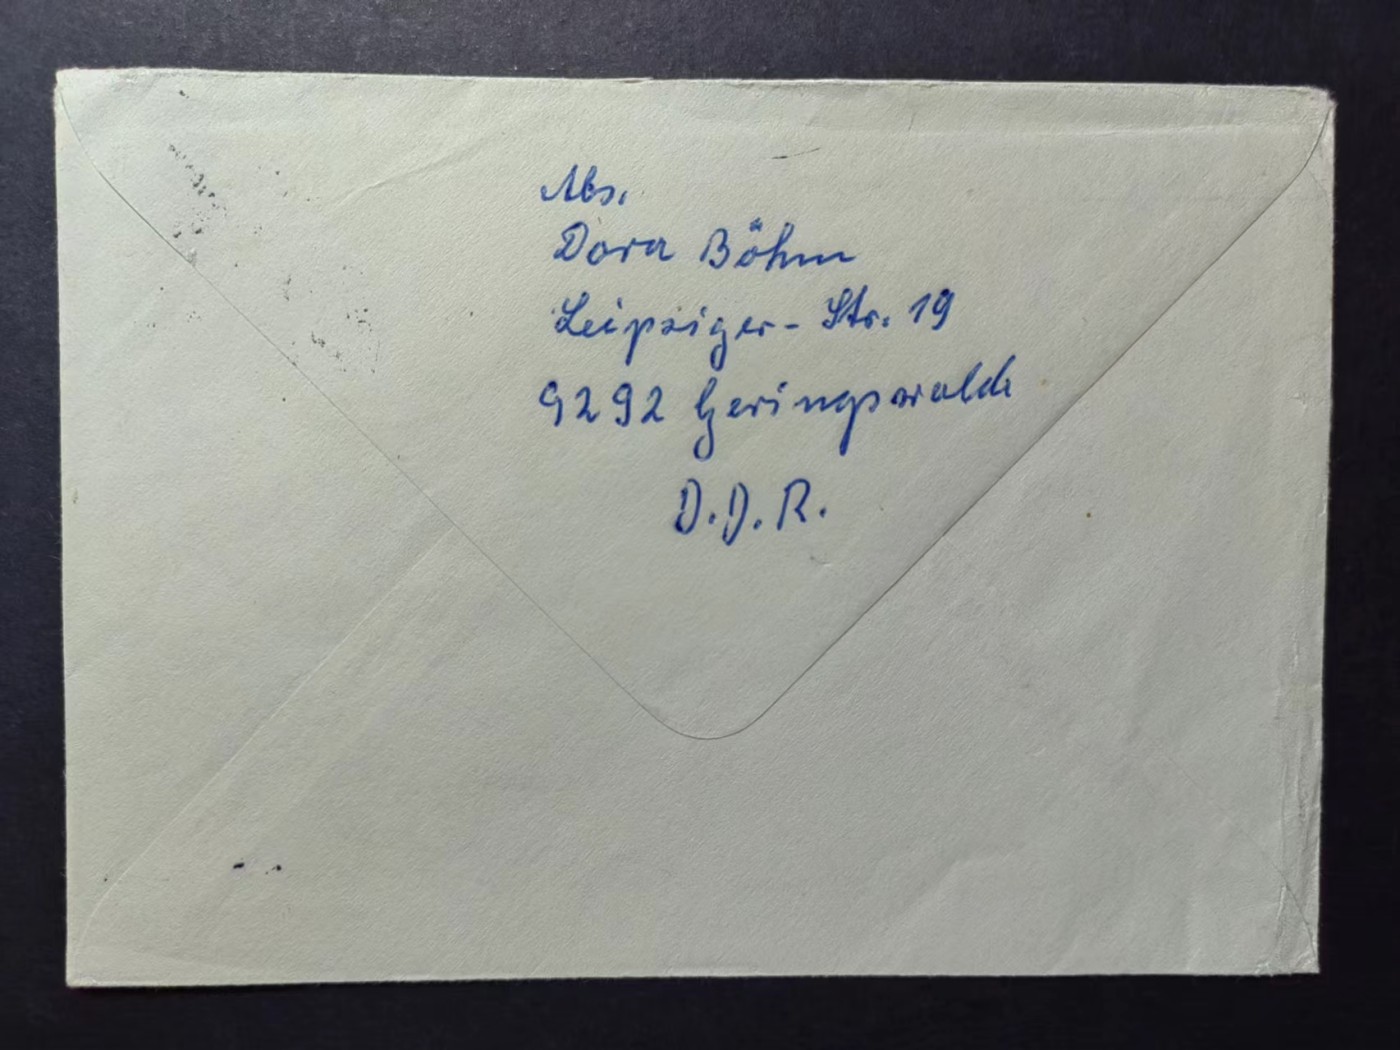 Abs.
Dora Böhm
Leipziger-Str. 19
9292 Geringswalde
D.D.R.